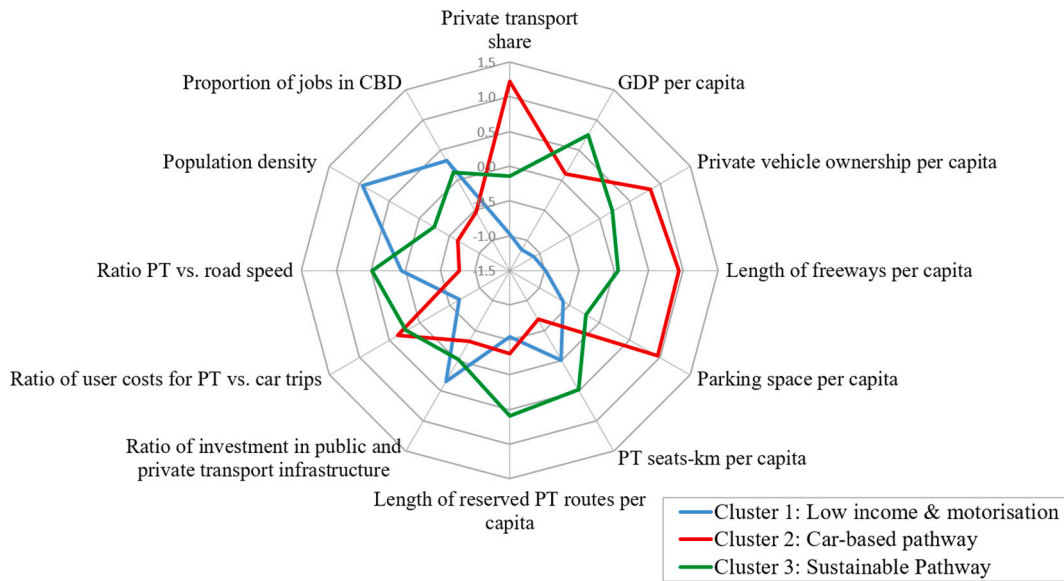 Private transport
share
GDP per capita
Private vehicle ownership per capita
Length of freeways per capita
Parking space per capita
PT seats-km per capita
Length of reserved PT routes per
capita
Ratio of investment in public and
private transport infrastructure
Ratio of user costs for PT vs. car trips
Ratio PT vs. road speed
Population density
Proportion of jobs in CBD
1.5
1.0
0.5
0.0
-0.5
-1.0
-1.5
Cluster 1: Low income & motorisation
Cluster 2: Car-based pathway
Cluster 3: Sustainable Pathway